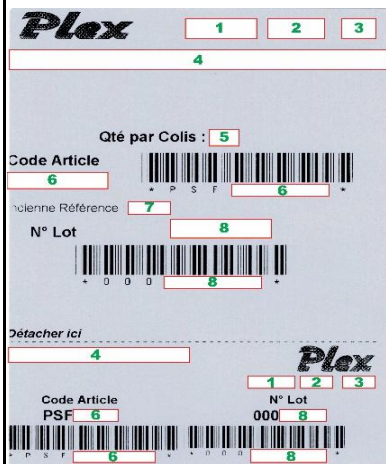 Plex 1 2 3
4
Qté par Colis : 5
Code Article
6
* P S F 6 *
ncienne Référence 7
8
N° Lot
* 0 0 0 8 *
Détacher ici
4
Plex
1 2 3
Code Article N° Lot
PSF 6 000 8
* P S F 6 * * 0 0 0 8 *